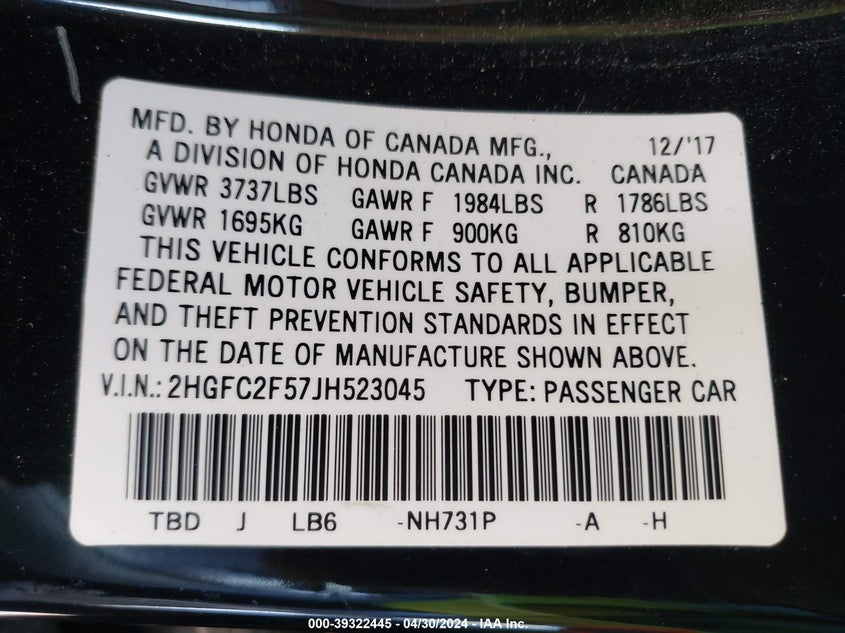 MFD. BY HONDA OF CANADA MFG., 12/'17
A DIVISION OF HONDA CANADA INC. CANADA
GVWR 3737LBS GAWR F 1984LBS R 1786LBS
GVWR 1695KG GAWR F 900KG R 810KG
THIS VEHICLE CONFORMS TO ALL APPLICABLE
FEDERAL MOTOR VEHICLE SAFETY, BUMPER,
AND THEFT PREVENTION STANDARDS IN EFFECT
ON THE DATE OF MANUFACTURE SHOWN ABOVE.
V.I.N.: 2HGFC2F57JH523045 TYPE: PASSENGER CAR
TBD J LB6 -NH731P -A -H
000-39322445 - 04/30/2024 - IAA Inc.